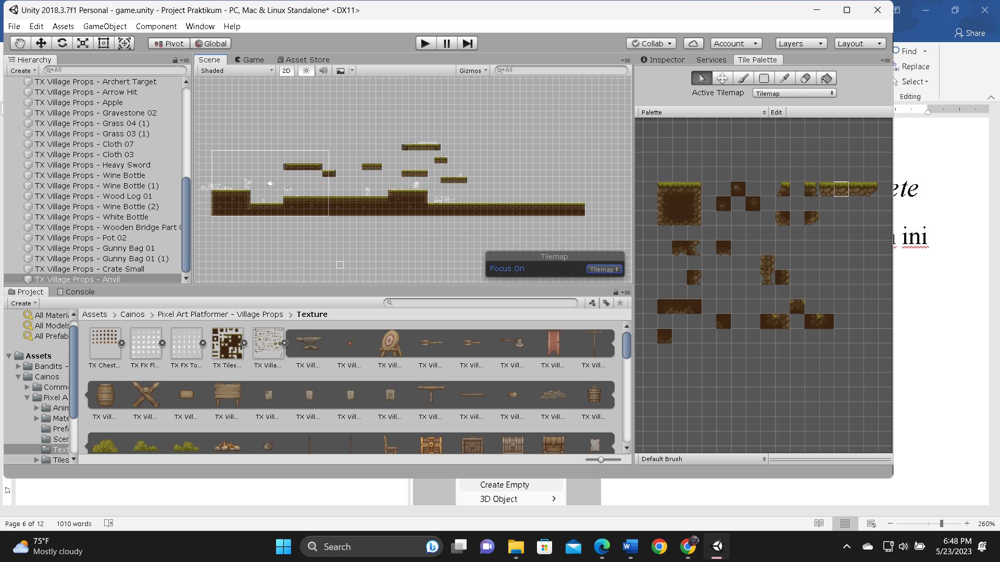 Unity 2018.3.7f1 Personal - game.unity - Project Praktikum - PC, Mac & Linux Standalone* <DX11>
File Edit Assets GameObject Component Window Help
Share
Pivot Global Collab Account Layers Layout
Find
Replace
Select
Editing
Hierarchy
Create All
TX Village Props - Archert Target
TX Village Props - Arrow Hit
TX Village Props - Apple
TX Village Props - Gravestone 02
TX Village Props - Grass 04 (1)
TX Village Props - Grass 03 (1)
TX Village Props - Cloth 07
TX Village Props - Cloth 03
TX Village Props - Heavy Sword
TX Village Props - Wine Bottle
TX Village Props - Wine Bottle (1)
TX Village Props - Wood Log 01
TX Village Props - Wine Bottle (2)
TX Village Props - White Bottle
TX Village Props - Wooden Bridge Part
TX Village Props - Pot 02
TX Village Props - Gunny Bag 01
TX Village Props - Gunny Bag 01 (1)
TX Village Props - Crate Small
TX Village Props - Anvil
Scene Game Asset Store
Shaded 2D Gizmos All
Tilemap
Focus On Tilemap
Inspector Services Tile Palette
Active Tilemap Tilemap
Palette Edit
Default Brush
ete
ini
Project Console
Create
All Materi
All Models
All Prefab
Assets
Bandits -
Cainos
Comm
Pixel A
Anim
Mate
Prefa
Scen
Text
Tiles
Assets > Cainos > Pixel Art Platformer - Village Props > Texture
TX Chest... TX FX Fl... TX FX To... TX Tiles... TX Villa... TX Vill... TX Vill... TX Vill... TX Vill... TX Vill... TX Vill... TX Vill... TX Vill...
TX Vill... TX Vill... TX Vill... TX Vill... TX Vill... TX Vill... TX Vill... TX Vill... TX Vill... TX Vill... TX Vill... TX Vill... TX Vill...
Create Empty
3D Object
17
Page 6 of 12 1010 words 260%
75°F
Mostly cloudy
Search
6:48 PM
5/23/2023